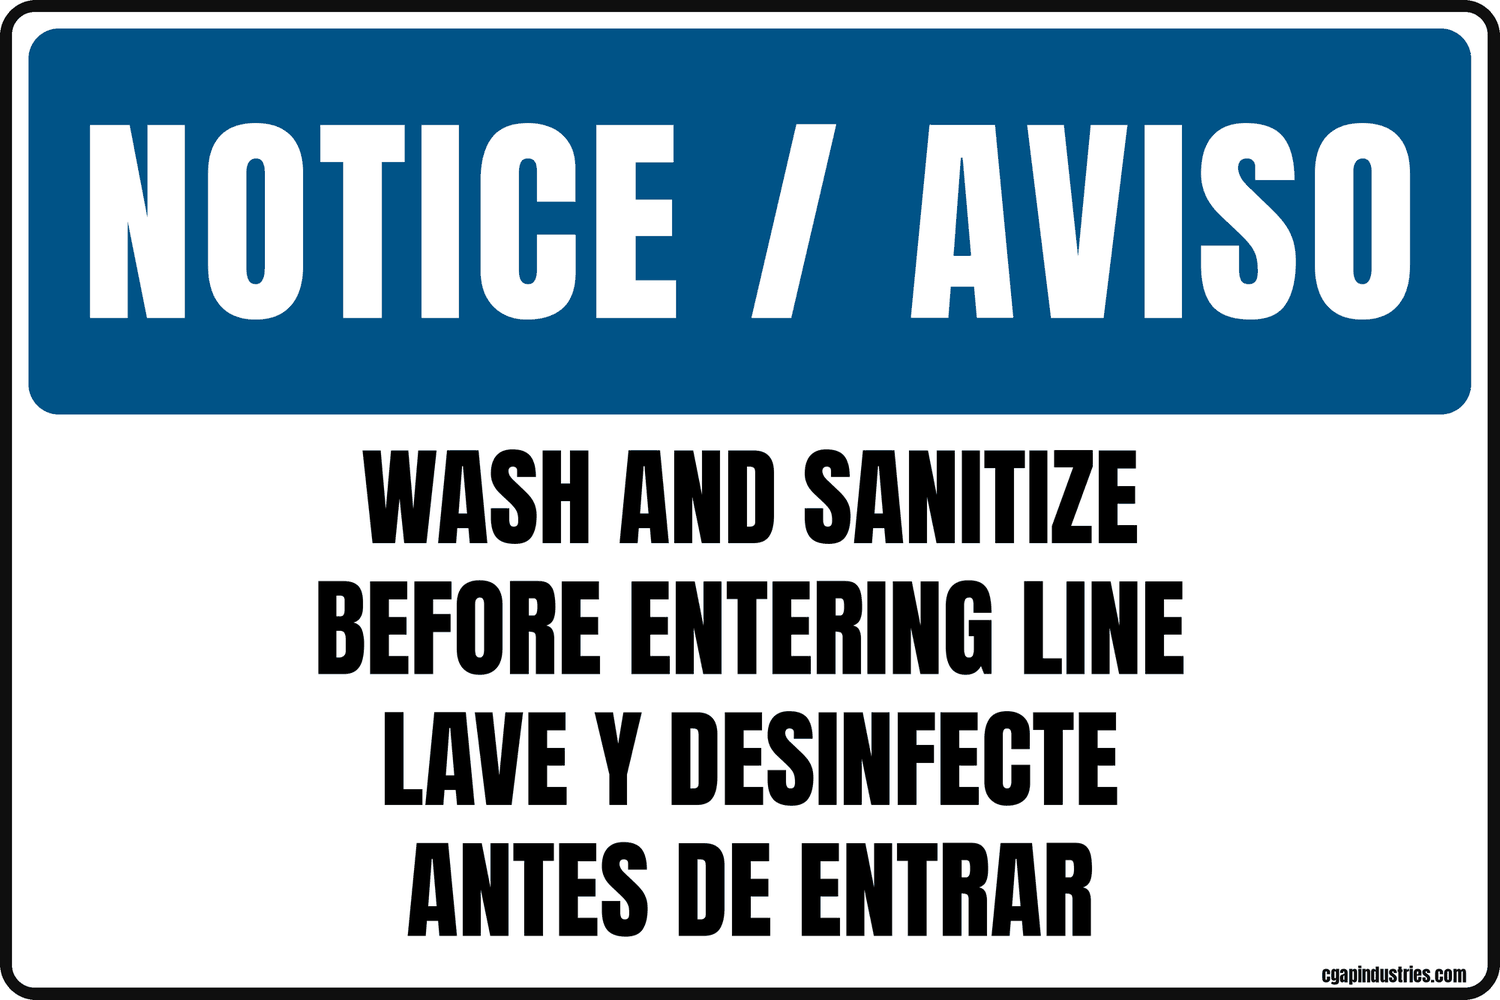 NOTICE / AVISO
WASH AND SANITIZE
BEFORE ENTERING LINE
LAVE Y DESINFECTE
ANTES DE ENTRAR
cgapindustries.com